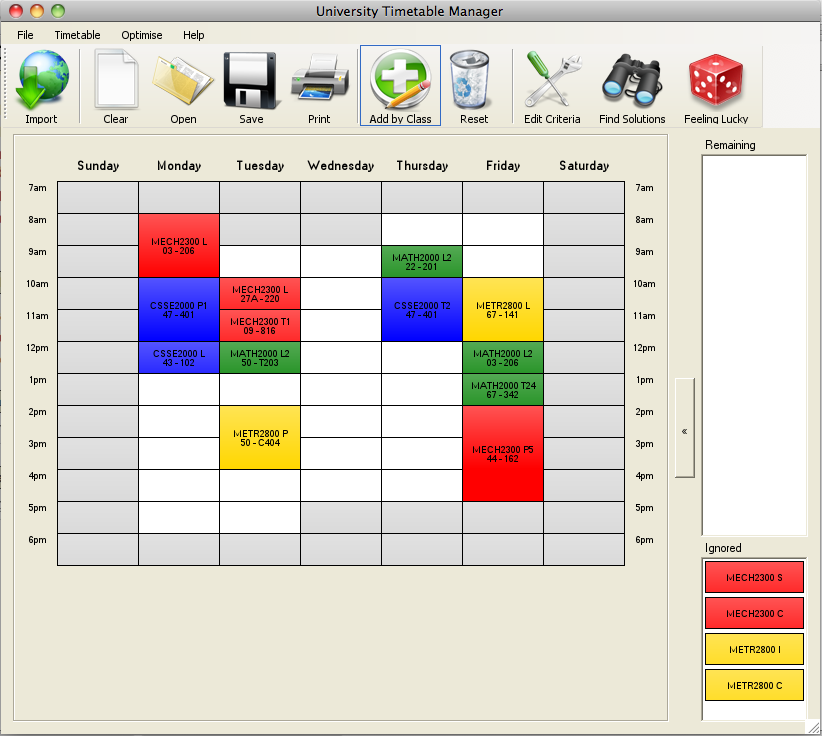 University Timetable Manager
File Timetable Optimise Help
Import Clear Open Save Print Add by Class Reset Edit Criteria Find Solutions Feeling Lucky
Remaining
Sunday Monday Tuesday Wednesday Thursday Friday Saturday
7am 7am
8am 8am
MECH2300 L
03 - 206
9am 9am
MATH2000 L2
22 - 201
10am 10am
MECH2300 L
27A - 220
CSSE2000 P1
47 - 401
CSSE2000 T2
47 - 401
METR2800 L
67 - 141
11am 11am
MECH2300 T1
09 - 816
12pm 12pm
CSSE2000 L
43 - 102
MATH2000 L2
50 - T203
MATH2000 L2
03 - 206
1pm 1pm
MATH2000 T24
67 - 342
2pm 2pm
METR2800 P
50 - C404
«
3pm 3pm
MECH2300 P5
44 - 162
4pm 4pm
5pm 5pm
6pm 6pm
Ignored
MECH2300 S
MECH2300 C
METR2800 I
METR2800 C